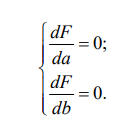 dF/da = 0;
dF/db = 0.